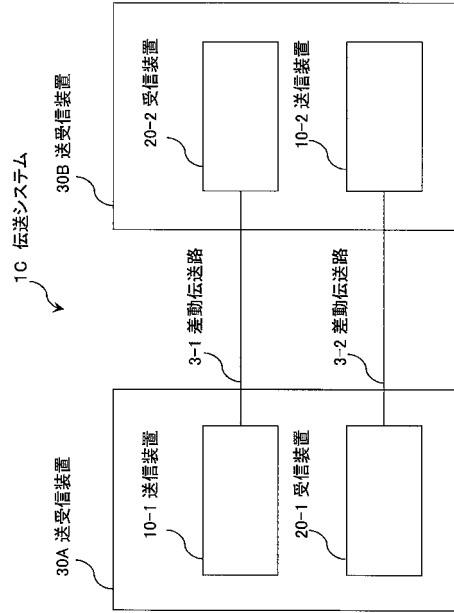 1C 伝送システム
30A 送受信装置
30B 送受信装置
10-1 送信装置
3-1 差動伝送路
20-2 受信装置
20-1 受信装置
3-2 差動伝送路
10-2 送信装置